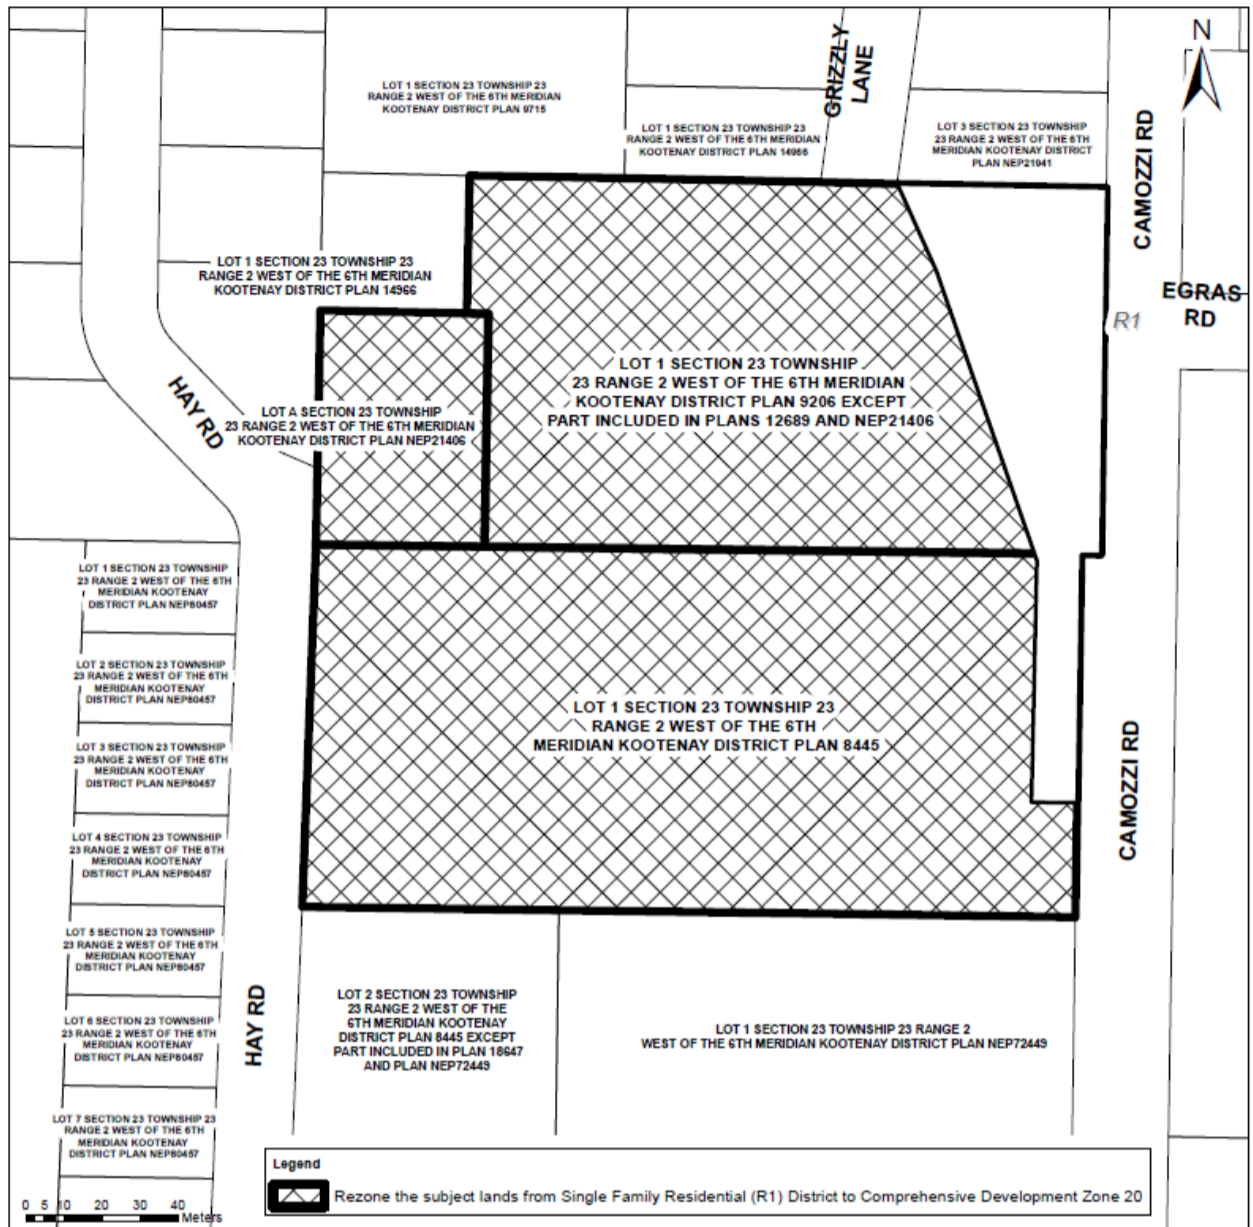 N
GRIZZLY
LANE
LOT 1 SECTION 23 TOWNSHIP 23
RANGE 2 WEST OF THE 6TH MERIDIAN
KOOTENAY DISTRICT PLAN 9715
LOT 1 SECTION 23 TOWNSHIP 23
RANGE 2 WEST OF THE 6TH MERIDIAN
KOOTENAY DISTRICT PLAN 14966
LOT 3 SECTION 23 TOWNSHIP
23 RANGE 2 WEST OF THE 6TH
MERIDIAN KOOTENAY DISTRICT
PLAN NEP21941
CAMOZZI RD
LOT 1 SECTION 23 TOWNSHIP 23
RANGE 2 WEST OF THE 6TH MERIDIAN
KOOTENAY DISTRICT PLAN 14966
EGRAS
RD
R1
LOT 1 SECTION 23 TOWNSHIP
23 RANGE 2 WEST OF THE 6TH MERIDIAN
KOOTENAY DISTRICT PLAN 9206 EXCEPT
PART INCLUDED IN PLANS 12689 AND NEP21406
HAY RD
LOT A SECTION 23 TOWNSHIP
23 RANGE 2 WEST OF THE 6TH MERIDIAN
KOOTENAY DISTRICT PLAN NEP21406
LOT 1 SECTION 23 TOWNSHIP
23 RANGE 2 WEST OF THE 6TH
MERIDIAN KOOTENAY
DISTRICT PLAN NEP80457
LOT 2 SECTION 23 TOWNSHIP
23 RANGE 2 WEST OF THE 6TH
MERIDIAN KOOTENAY
DISTRICT PLAN NEP80457
LOT 1 SECTION 23 TOWNSHIP 23
RANGE 2 WEST OF THE 6TH
MERIDIAN KOOTENAY DISTRICT PLAN 8445
LOT 3 SECTION 23 TOWNSHIP
23 RANGE 2 WEST OF THE 6TH
MERIDIAN KOOTENAY
DISTRICT PLAN NEP80457
CAMOZZI RD
LOT 4 SECTION 23 TOWNSHIP
23 RANGE 2 WEST OF THE 6TH
MERIDIAN KOOTENAY
DISTRICT PLAN NEP80457
LOT 5 SECTION 23 TOWNSHIP
23 RANGE 2 WEST OF THE 6TH
MERIDIAN KOOTENAY
DISTRICT PLAN NEP80457
LOT 6 SECTION 23 TOWNSHIP
23 RANGE 2 WEST OF THE 6TH
MERIDIAN KOOTENAY
DISTRICT PLAN NEP80457
HAY RD
LOT 2 SECTION 23 TOWNSHIP
23 RANGE 2 WEST OF THE
6TH MERIDIAN KOOTENAY
DISTRICT PLAN 8445 EXCEPT
PART INCLUDED IN PLAN 18647
AND PLAN NEP72449
LOT 1 SECTION 23 TOWNSHIP 23 RANGE 2
WEST OF THE 6TH MERIDIAN KOOTENAY DISTRICT PLAN NEP72449
LOT 7 SECTION 23 TOWNSHIP 23
RANGE 2 WEST OF THE 6TH
MERIDIAN KOOTENAY
DISTRICT PLAN NEP80457
Legend
Rezone the subject lands from Single Family Residential (R1) District to Comprehensive Development Zone 20
0 5 10 20 30 40
Meters